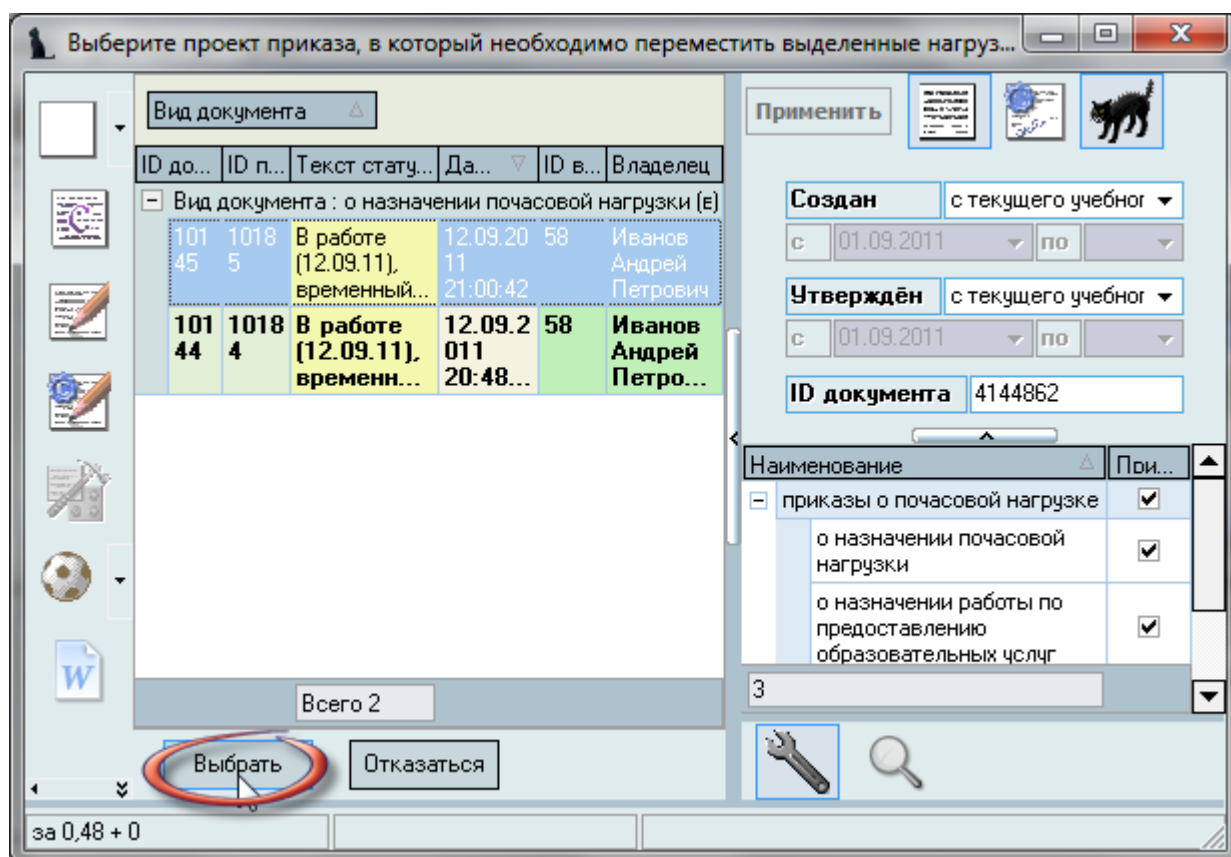 Выберите проект приказа, в который необходимо переместить выделенные нагруз...
Вид документа
Применить
ID до... ID п... Текст стату... Да... ID в... Владелец
Вид документа : о назначении почасовой нагрузки (Е)
101
45
1018
5
В работе
(12.09.11),
временный...
12.09.20
11
21:00:42
58
Иванов
Андрей
Петрович
101
44
1018
4
В работе
(12.09.11),
временн...
12.09.2
011
20:48...
58
Иванов
Андрей
Петро...
Всего 2
Выбрать
Отказаться
Создан с текущего учебног
с 01.09.2011 по
Утверждён с текущего учебног
с 01.09.2011 по
ID документа 4144862
Наименование При...
приказы о почасовой нагрузке
о назначении почасовой
нагрузки
о назначении работы по
предоставлению
образовательных услуг
3
за 0,48 + 0